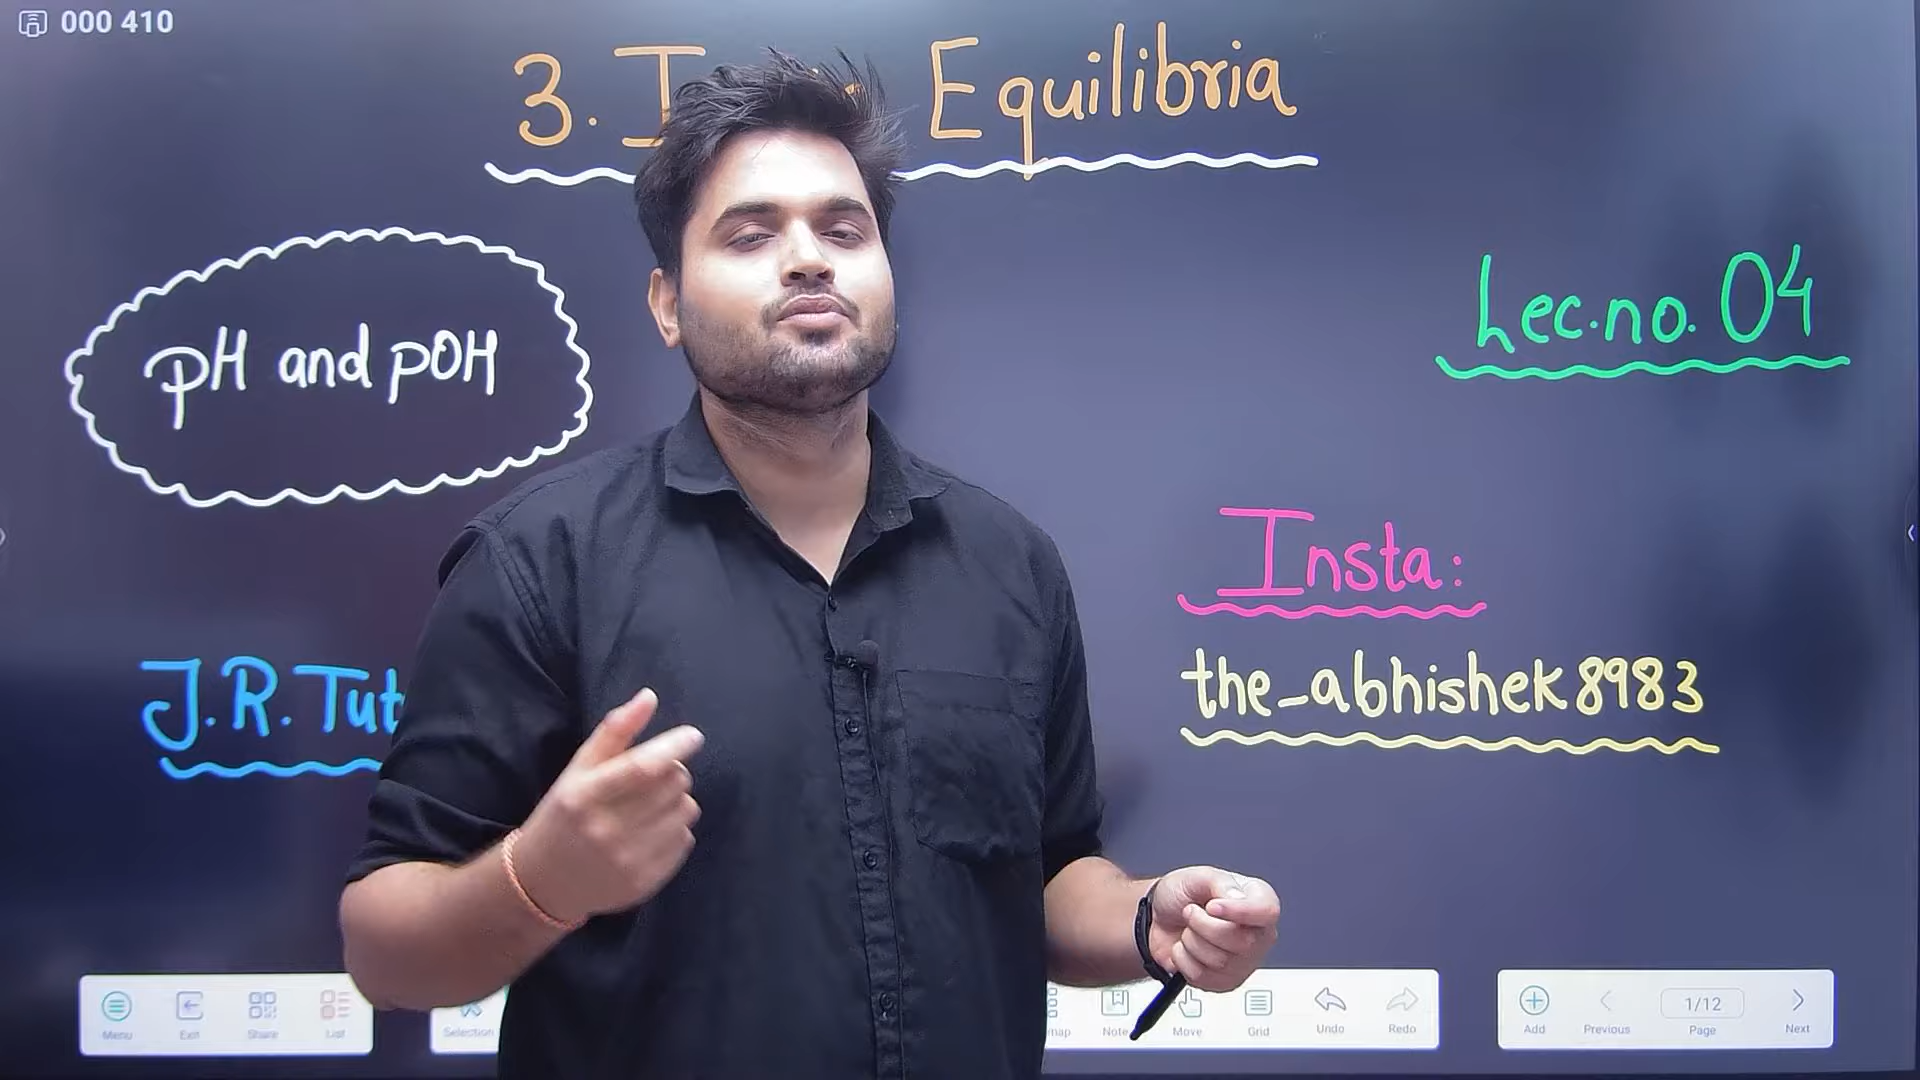 000 410
3. I Equilibria
pH and pOH
Lec.no. 04
Insta:
the_abhishek8983
J.R. Tut
Menu
Exit
Share
List
Selection
map
Note
Move
Grid
Undo
Redo
Add
Previous
1/12
Page
Next